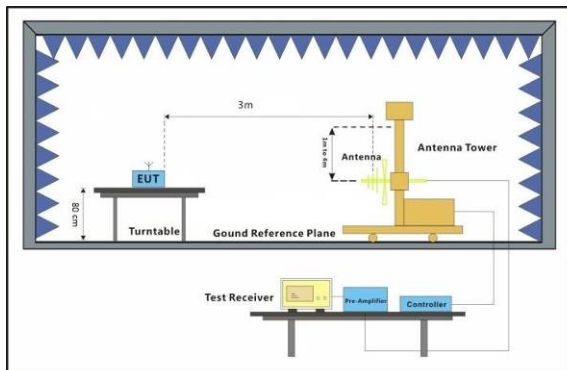 3m
1m to 4m
Antenna
Antenna Tower
EUT
80 cm
Turntable
Gound Reference Plane
Test Receiver
Pre-Amplifier
Controller